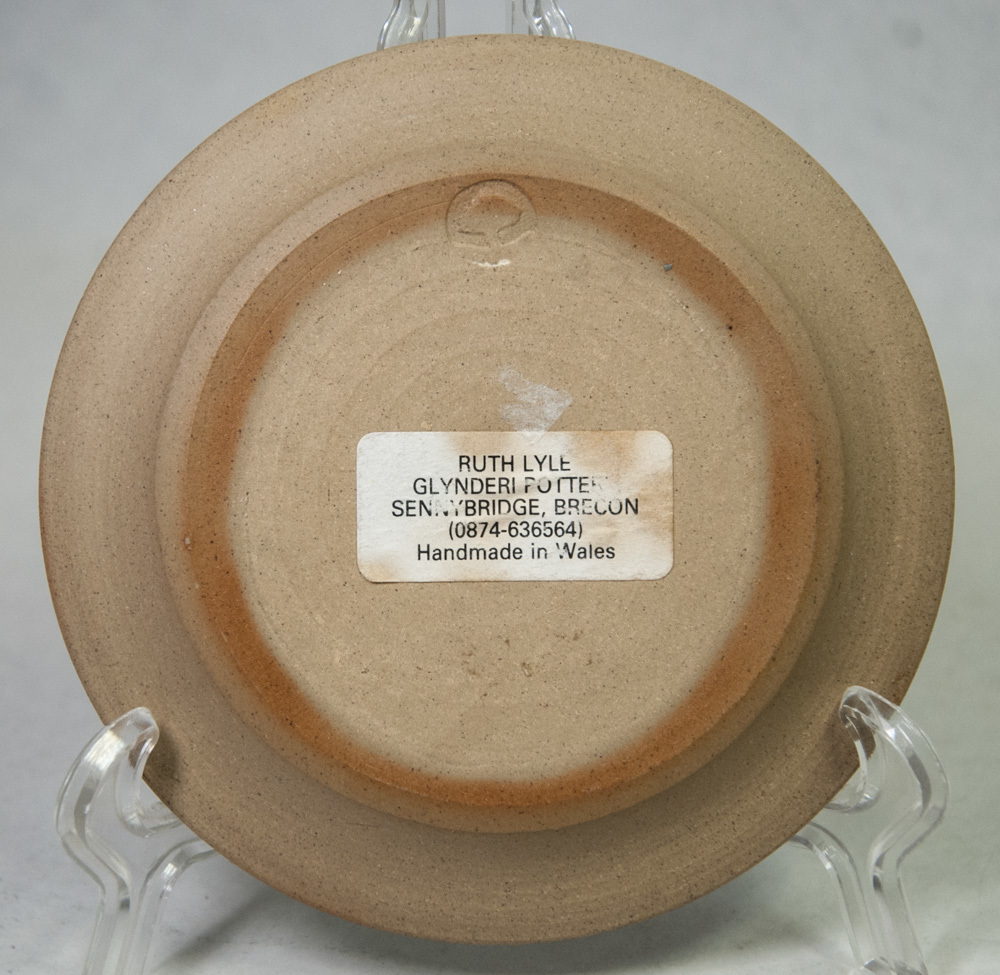 RUTH LYLE
GLYNDERI POTTER
SENNYBRIDGE, BRECON
(0874-636564)
Handmade in Wales